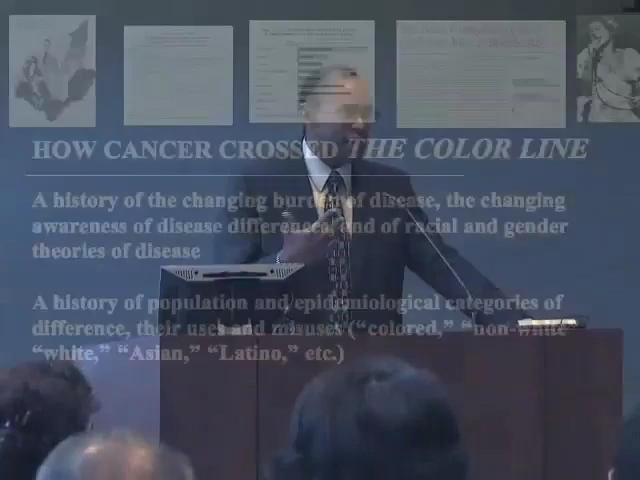 HOW CANCER CROSSED THE COLOR LINE
A history of the changing burden of disease, the changing
awareness of disease differences, and of racial and gender
theories of disease
A history of population and epidemiological categories of
difference, their uses and misuses (“colored,” “non-white”
“white,” “Asian,” “Latino,” etc.)